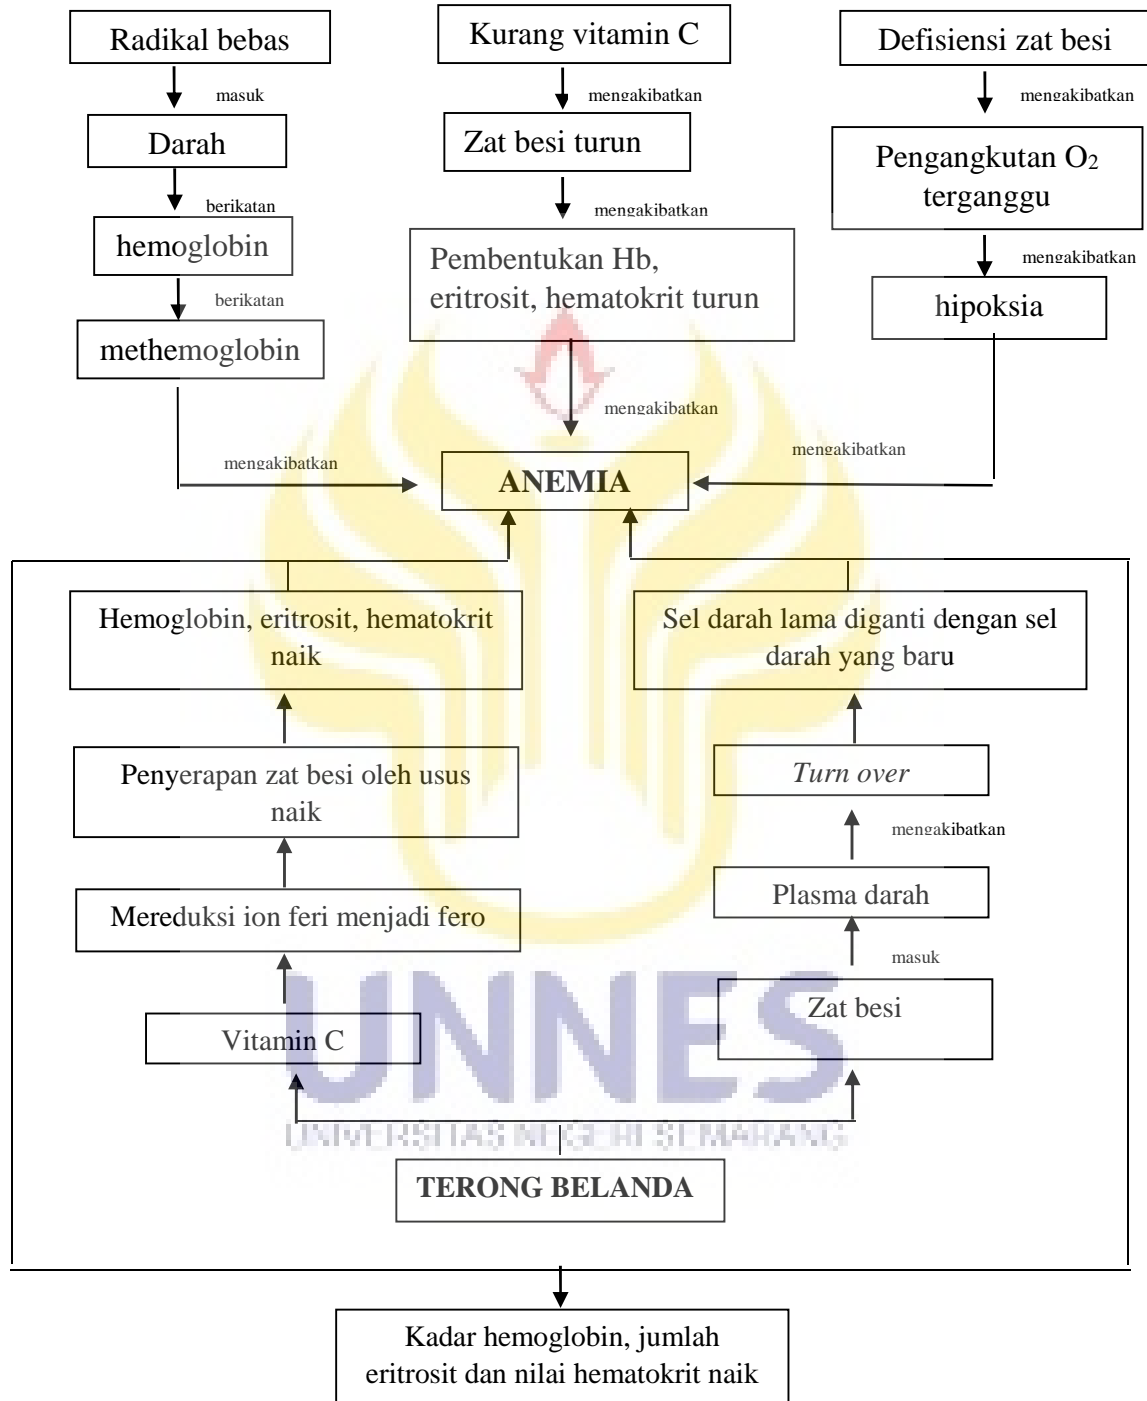 Radikal bebas
Kurang vitamin C
Defisiensi zat besi
masuk
mengakibatkan
mengakibatkan
Darah
Zat besi turun
Pengangkutan O₂
terganggu
berikatan
mengakibatkan
hemoglobin
Pembentukan Hb,
eritrosit, hematokrit turun
mengakibatkan
berikatan
hipoksia
methemoglobin
mengakibatkan
mengakibatkan
mengakibatkan
ANEMIA
Hemoglobin, eritrosit, hematokrit
naik
Sel darah lama diganti dengan sel
darah yang baru
Penyerapan zat besi oleh usus
naik
Turn over
mengakibatkan
Mereduksi ion feri menjadi fero
Plasma darah
masuk
Vitamin C
Zat besi
UNNES
UNIVERSITAS NEGERI SEMARANG
TERONG BELANDA
Kadar hemoglobin, jumlah
eritrosit dan nilai hematokrit naik